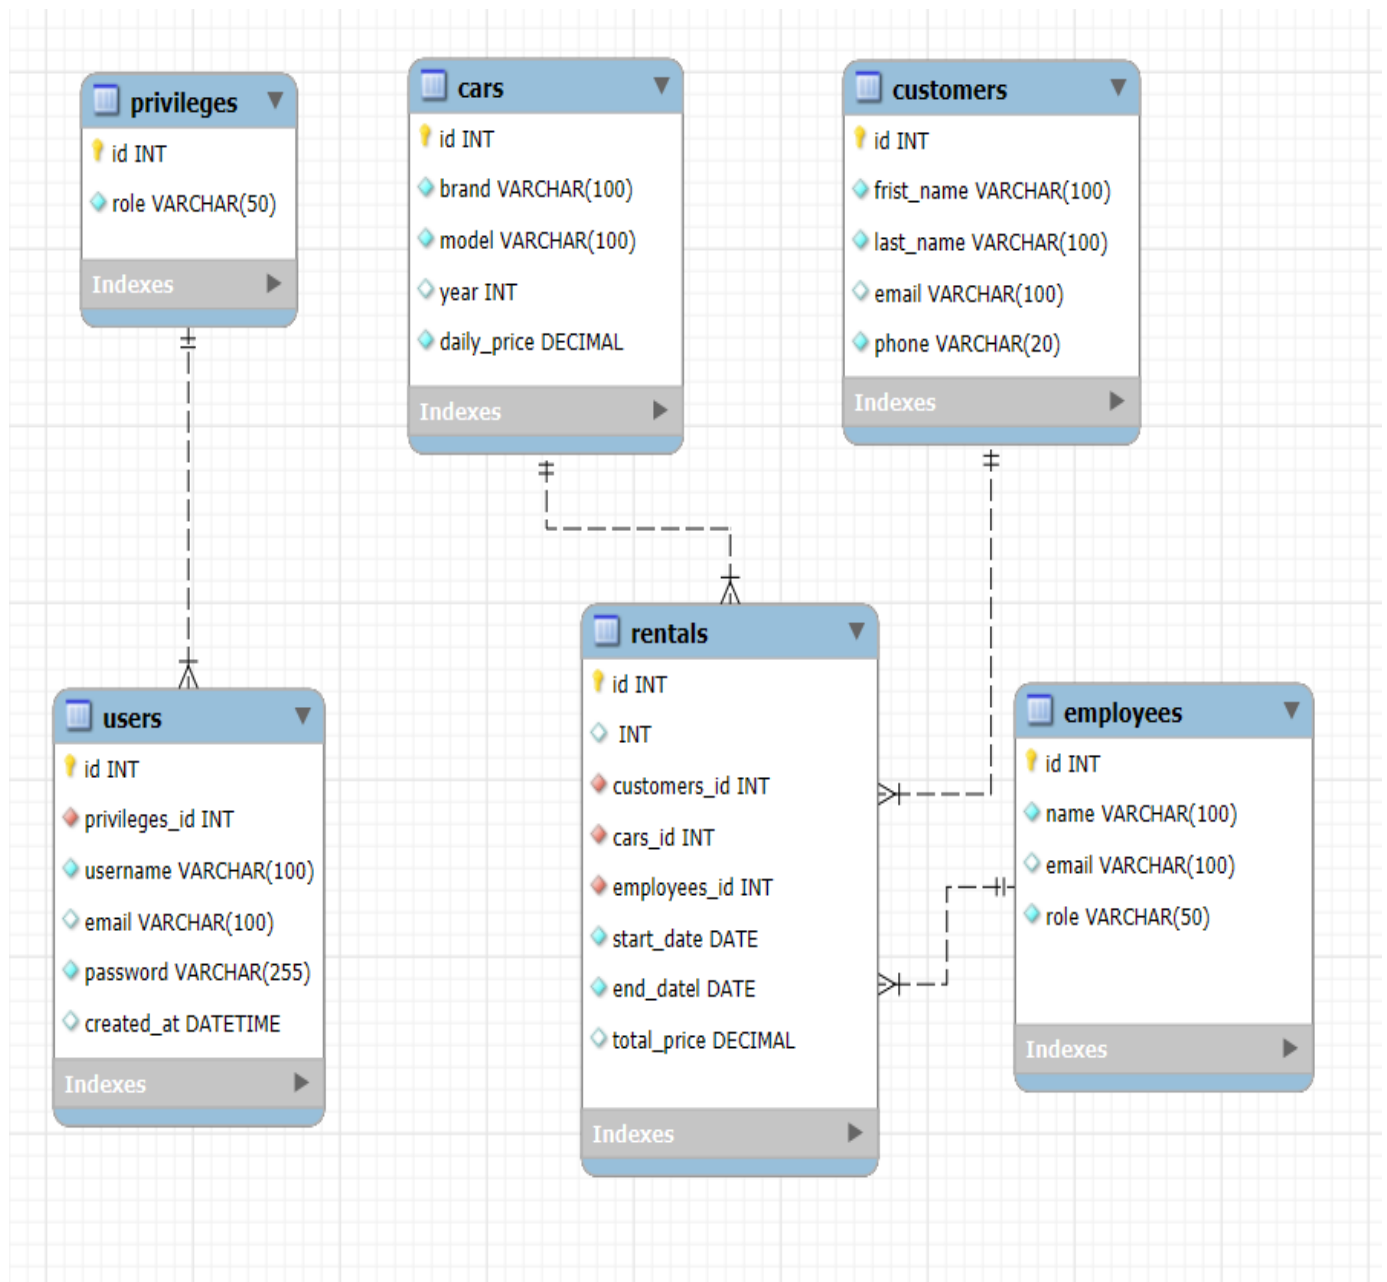 privileges
id INT
role VARCHAR(50)
Indexes
cars
id INT
brand VARCHAR(100)
model VARCHAR(100)
year INT
daily_price DECIMAL
Indexes
customers
id INT
frist_name VARCHAR(100)
last_name VARCHAR(100)
email VARCHAR(100)
phone VARCHAR(20)
Indexes
users
id INT
privileges_id INT
username VARCHAR(100)
email VARCHAR(100)
password VARCHAR(255)
created_at DATETIME
Indexes
rentals
id INT
INT
customers_id INT
cars_id INT
employees_id INT
start_date DATE
end_datel DATE
total_price DECIMAL
Indexes
employees
id INT
name VARCHAR(100)
email VARCHAR(100)
role VARCHAR(50)
Indexes